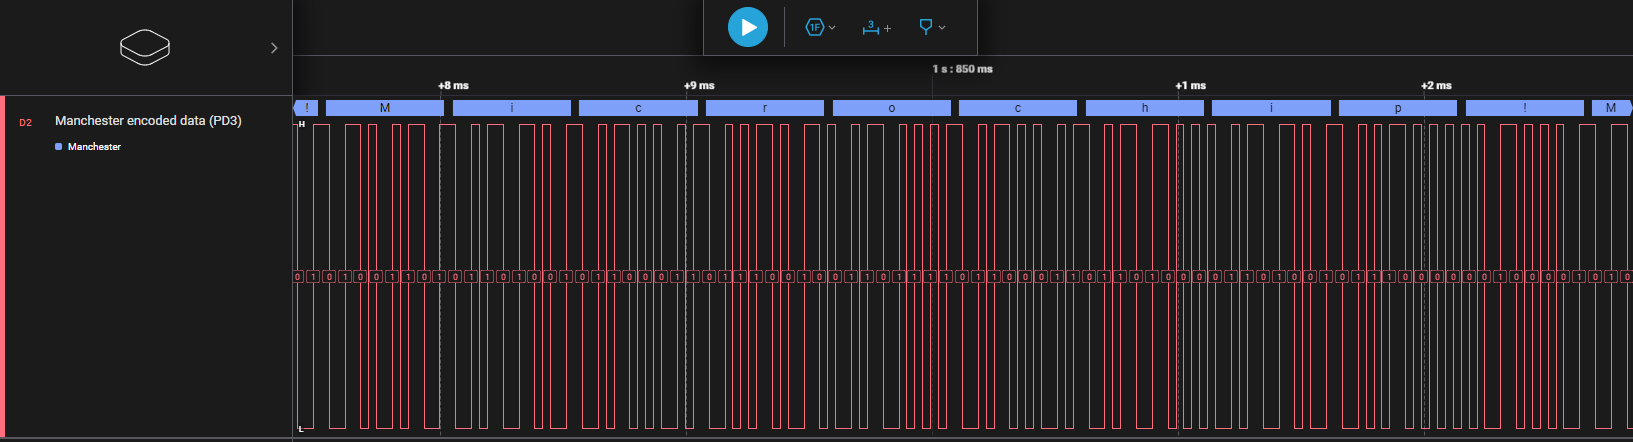 1F
3
+
1 s : 850 ms
+8 ms +9 ms +1 ms +2 ms
! M i c r o c h i p ! M
D2 Manchester encoded data (PD3)
H
Manchester
0 1 0 1 0 0 1 1 0 1 0 1 1 0 1 0 0 1 0 1 1 0 0 0 1 1 0 1 1 1 0 0 1 0 0 1 1 0 1 1 1 1 0 1 1 0 0 0 1 1 0 1 1 0 1 0 0 0 0 1 1 0 1 0 0 1 0 1 1 1 0 0 0 0 0 0 1 0 0 0 0 1 0 1 0
L